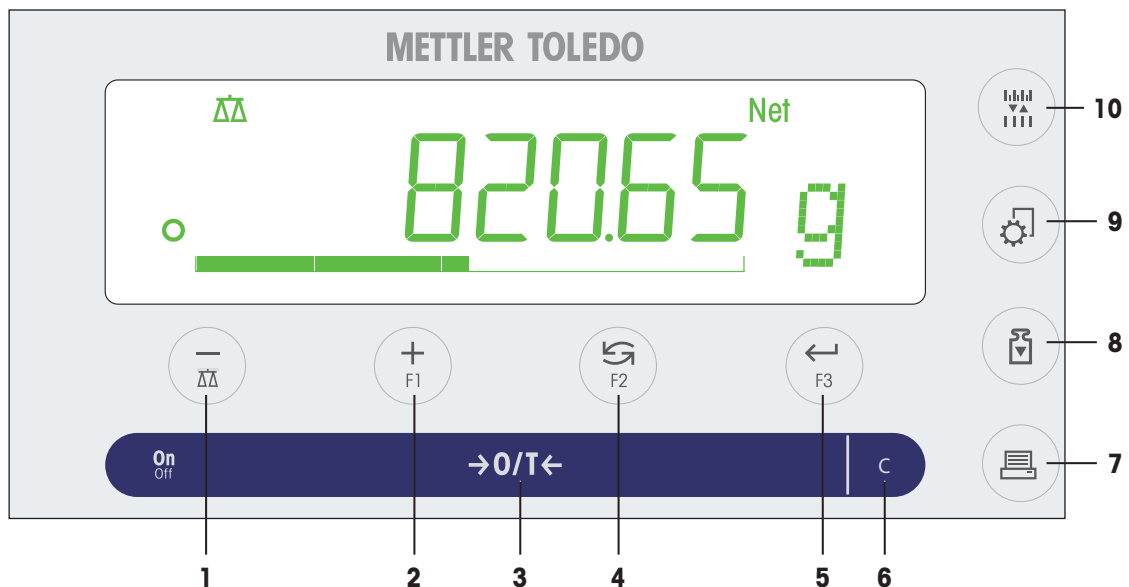 METTLER TOLEDO
Net
820.65 g
10
9
8
7
F1
F2
F3
On
Off
→0/T←
C
1
2
3
4
5
6